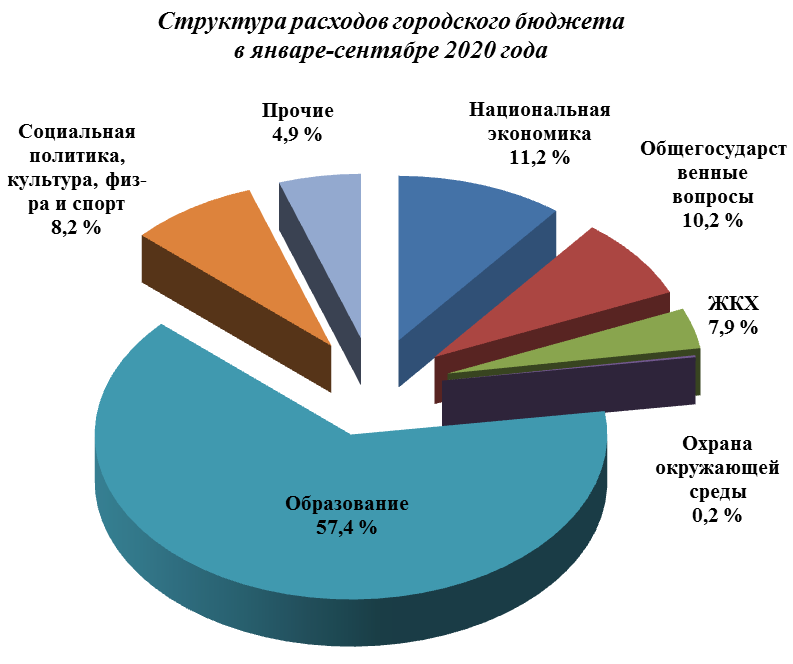 Структура расходов городского бюджета
в январе-сентябре 2020 года
Прочие
4,9 %
Национальная
экономика
11,2 %
Социальная
политика,
культура, физ-
ра и спорт
8,2 %
Общегосударст
венные
вопросы
10,2 %
ЖКХ
7,9 %
Охрана
окружающей
среды
0,2 %
Образование
57,4 %